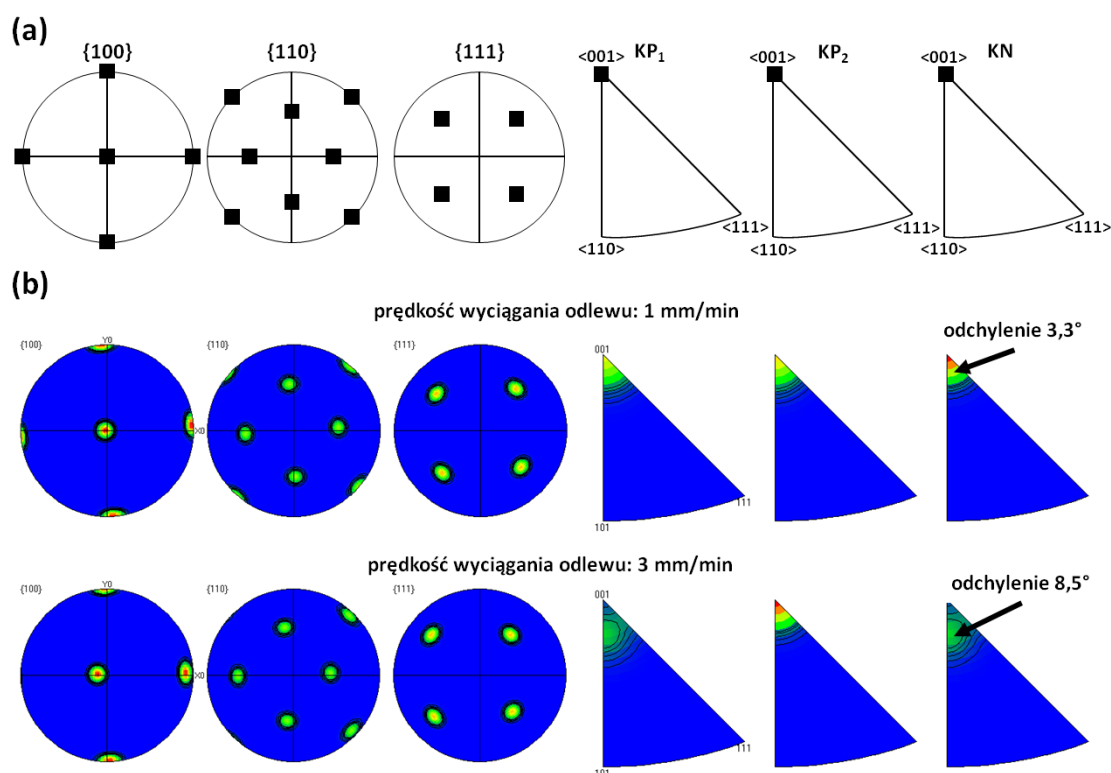 (a)
{100} {110} {111} <001> KP₁ <001> KP₂ <001> KN
<111> <111> <111>
<110> <110> <110>
(b)
prędkość wyciągania odlewu: 1 mm/min
{100} Y0 {110} {111} 001 odchylenie 3,3°
X0
111
101
prędkość wyciągania odlewu: 3 mm/min
{100} Y0 {110} {111} 001 odchylenie 8,5°
X0
111
101